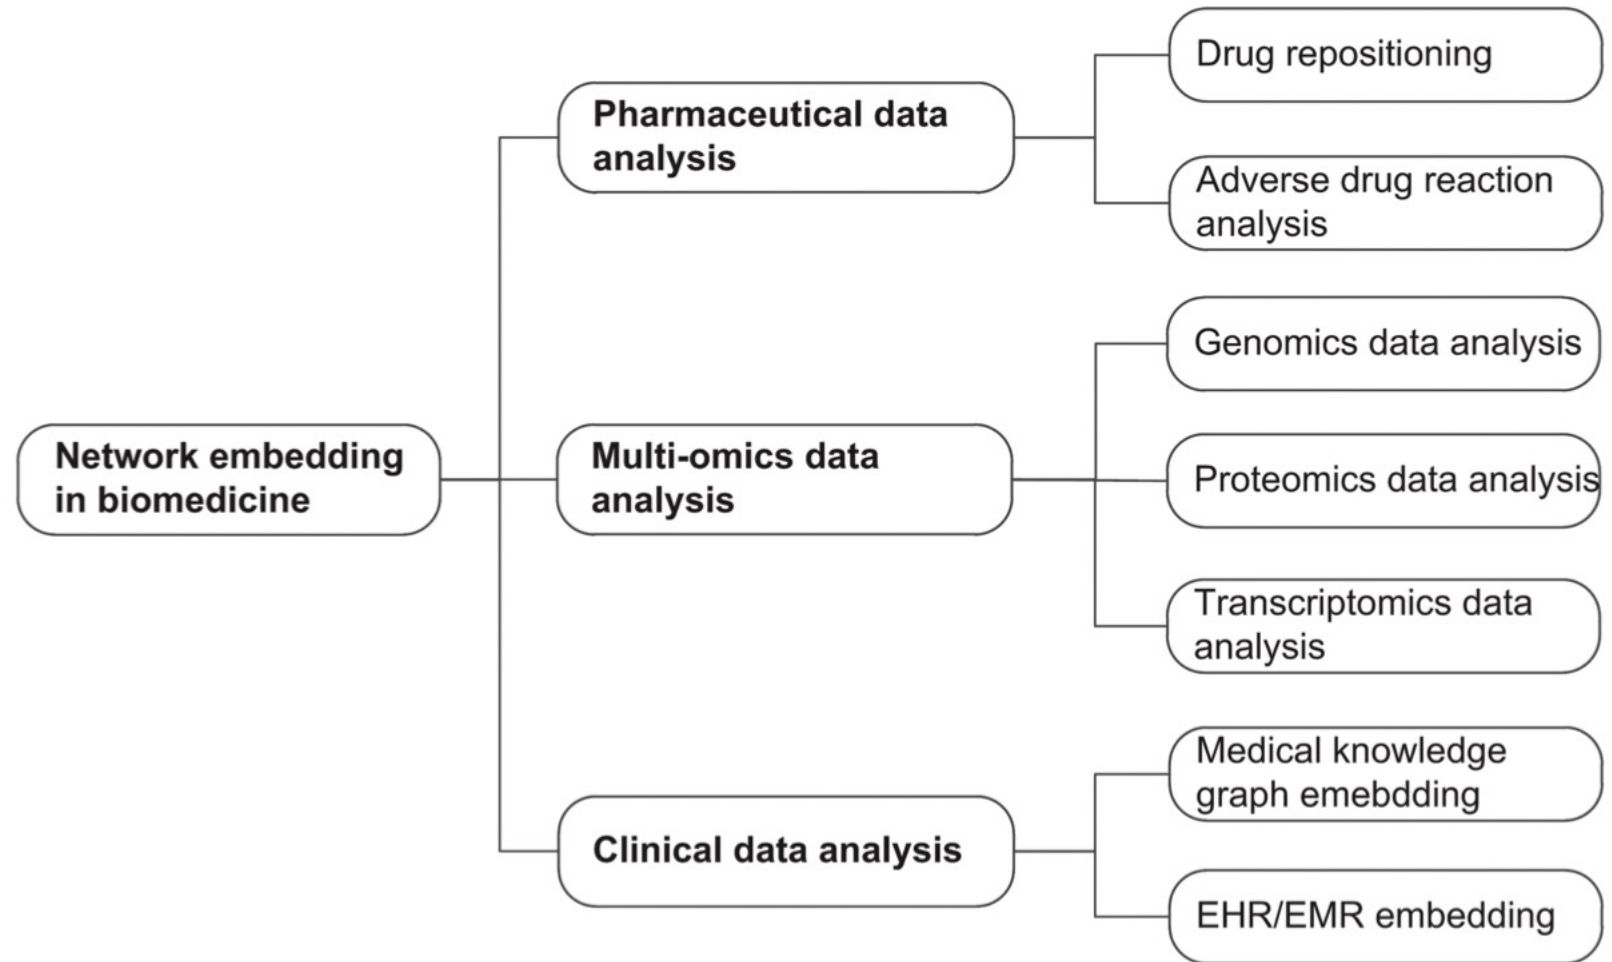 Network embedding
in biomedicine
Pharmaceutical data
analysis
Drug repositioning
Adverse drug reaction
analysis
Multi-omics data
analysis
Genomics data analysis
Proteomics data analysis
Transcriptomics data
analysis
Clinical data analysis
Medical knowledge
graph emebdding
EHR/EMR embedding